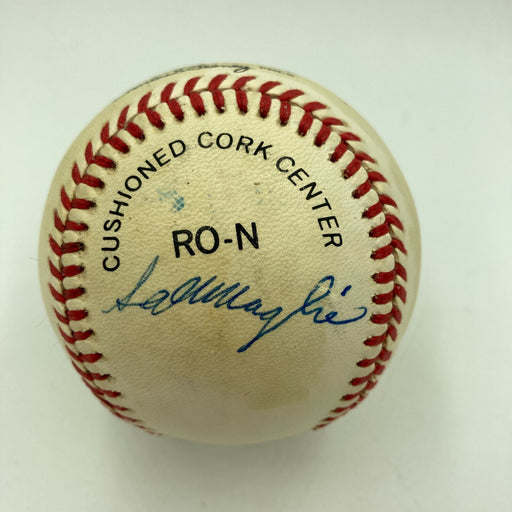 CUSHIONED CORK CENTER
RO-N
Sal Maglie